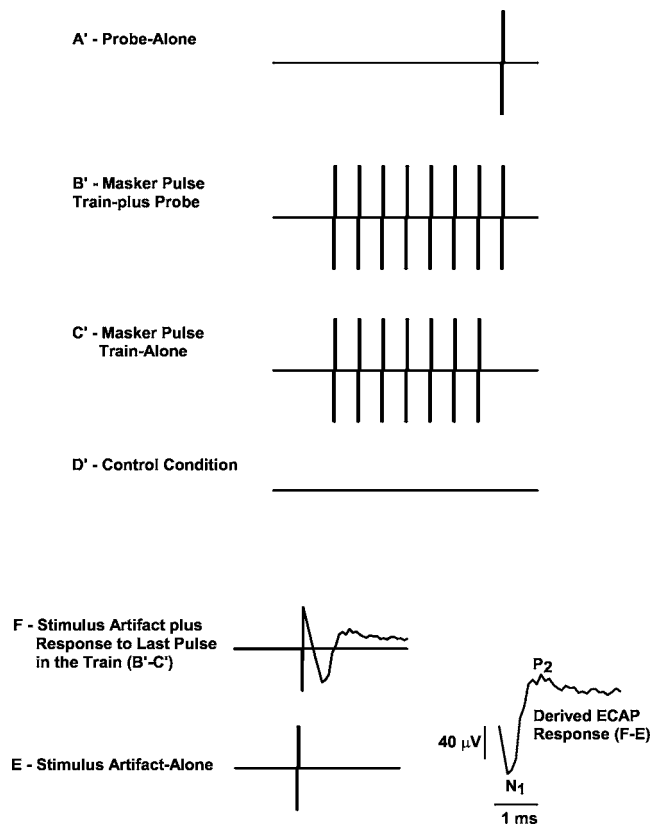 A' - Probe-Alone
B' - Masker Pulse
Train-plus Probe
C' - Masker Pulse
Train-Alone
D' - Control Condition
F - Stimulus Artifact plus
Response to Last Pulse
in the Train (B'-C')
E - Stimulus Artifact-Alone
P2
Derived ECAP
Response (F-E)
40 µV
N1
1 ms